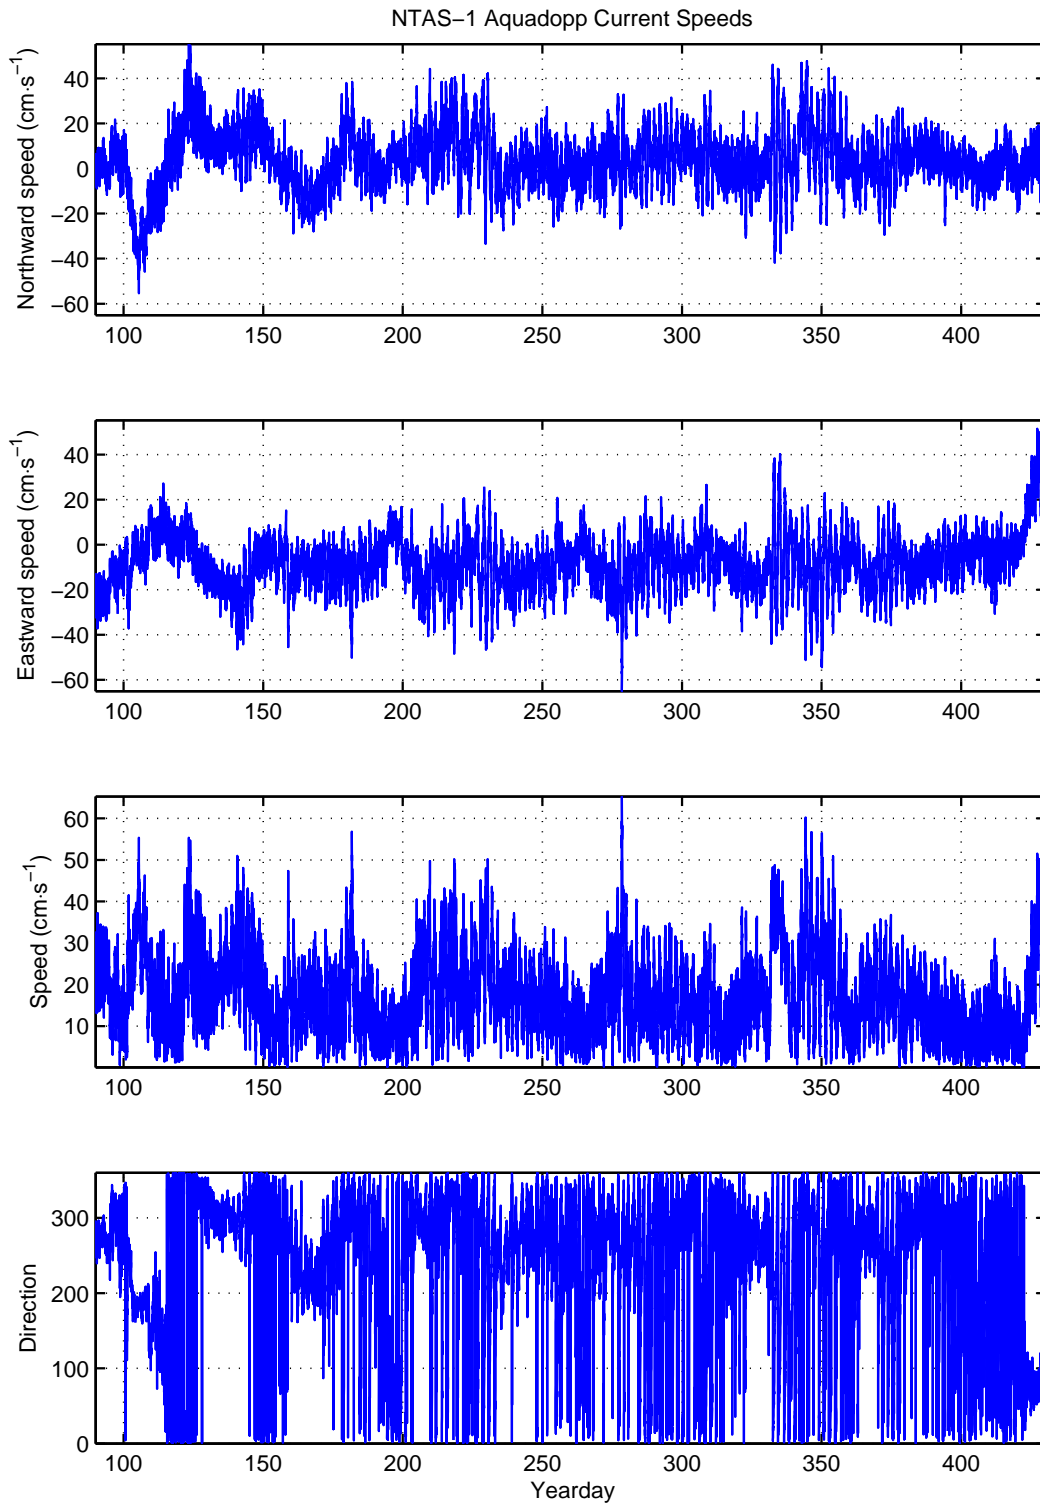 NTAS−1 Aquadopp Current Speeds
Northward speed (cm·s−1)
40
20
0
−20
−40
−60
100 150 200 250 300 350 400
Eastward speed (cm·s−1)
40
20
0
−20
−40
−60
100 150 200 250 300 350 400
Speed (cm·s−1)
60
50
40
30
20
10
100 150 200 250 300 350 400
Direction
300
200
100
0
100 150 200 250 300 350 400
Yearday